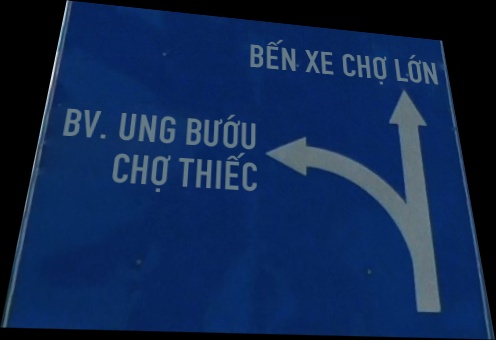 BẾN XE CHỢ LỚN
BV. UNG BƯỚU
CHỢ THIẾC